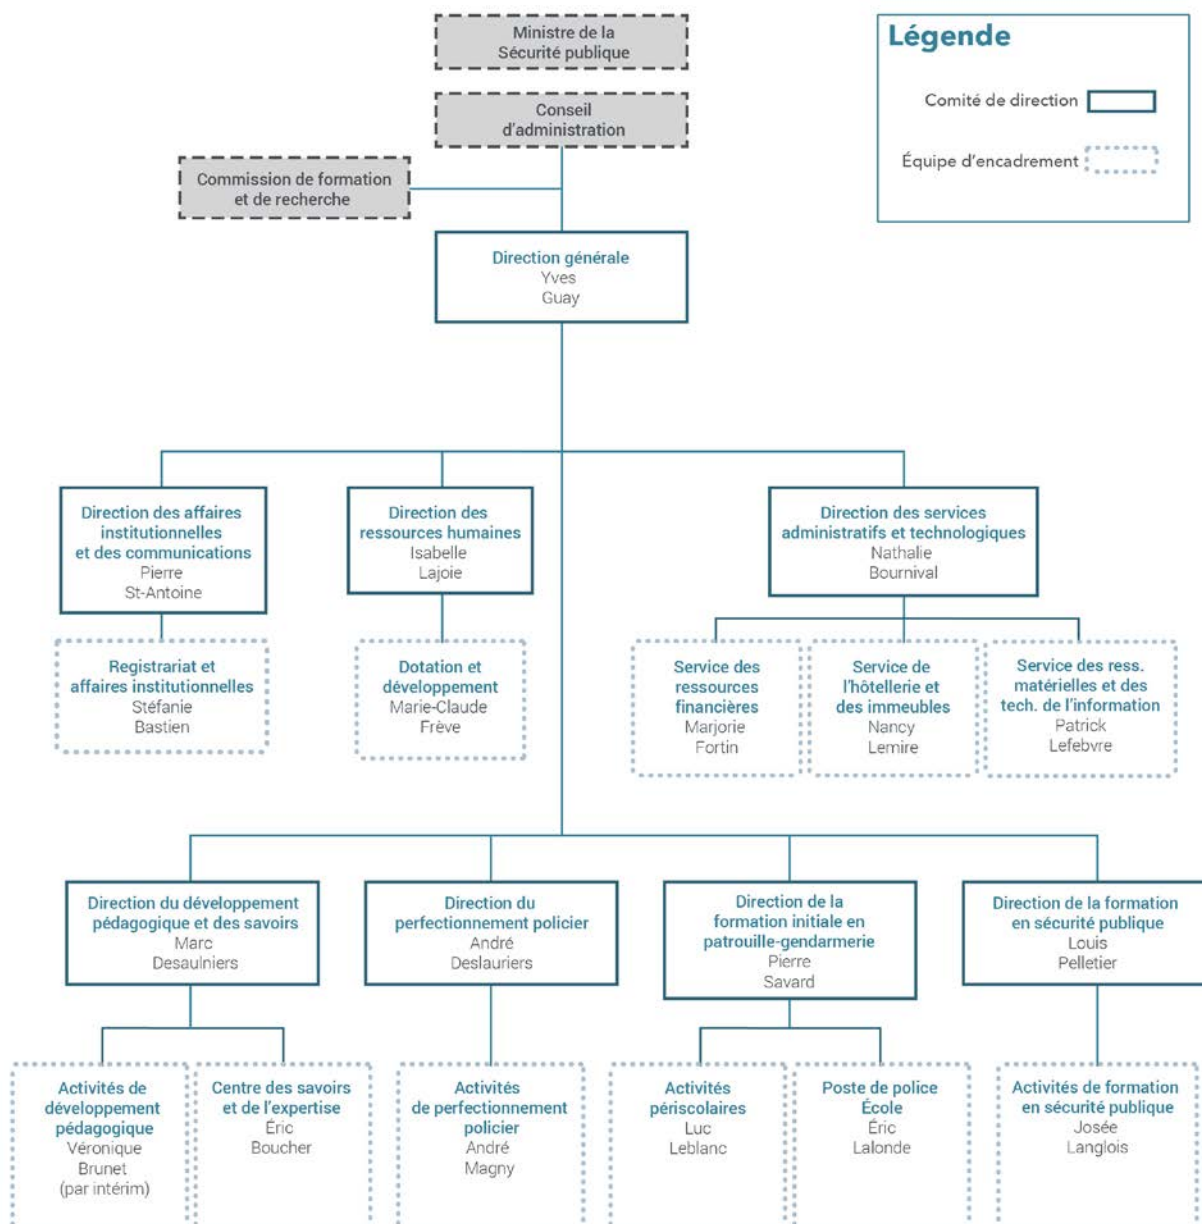 Ministre de la
Sécurité publique
Légende
Comité de direction
Équipe d'encadrement
Conseil
d'administration
Commission de formation
et de recherche
Direction générale
Yves
Guay
Direction des affaires
institutionnelles
et des communications
Pierre
St-Antoine
Direction des
ressources humaines
Isabelle
Lajoie
Direction des services
administratifs et technologiques
Nathalie
Bournival
Registrariat et
affaires institutionnelles
Stéfanie
Bastien
Dotation et
développement
Marie-Claude
Frève
Service des
ressources
financières
Marjorie
Fortin
Service de
l'hôtellerie et
des immeubles
Nancy
Lemire
Service des ress.
matérielles et des
tech. de l'information
Patrick
Lefebvre
Direction du développement
pédagogique et des savoirs
Marc
Desaulniers
Direction du
perfectionnement policier
André
Deslauriers
Direction de la
formation initiale en
patrouille-gendarmerie
Pierre
Savard
Direction de la formation
en sécurité publique
Louis
Pelletier
Activités de
développement
pédagogique
Véronique
Brunet
(par intérim)
Centre des savoirs
et de l'expertise
Éric
Boucher
Activités
de perfectionnement
policier
André
Magny
Activités
périscolaires
Luc
Leblanc
Poste de police
École
Éric
Lalonde
Activités de formation
en sécurité publique
Josée
Langlois